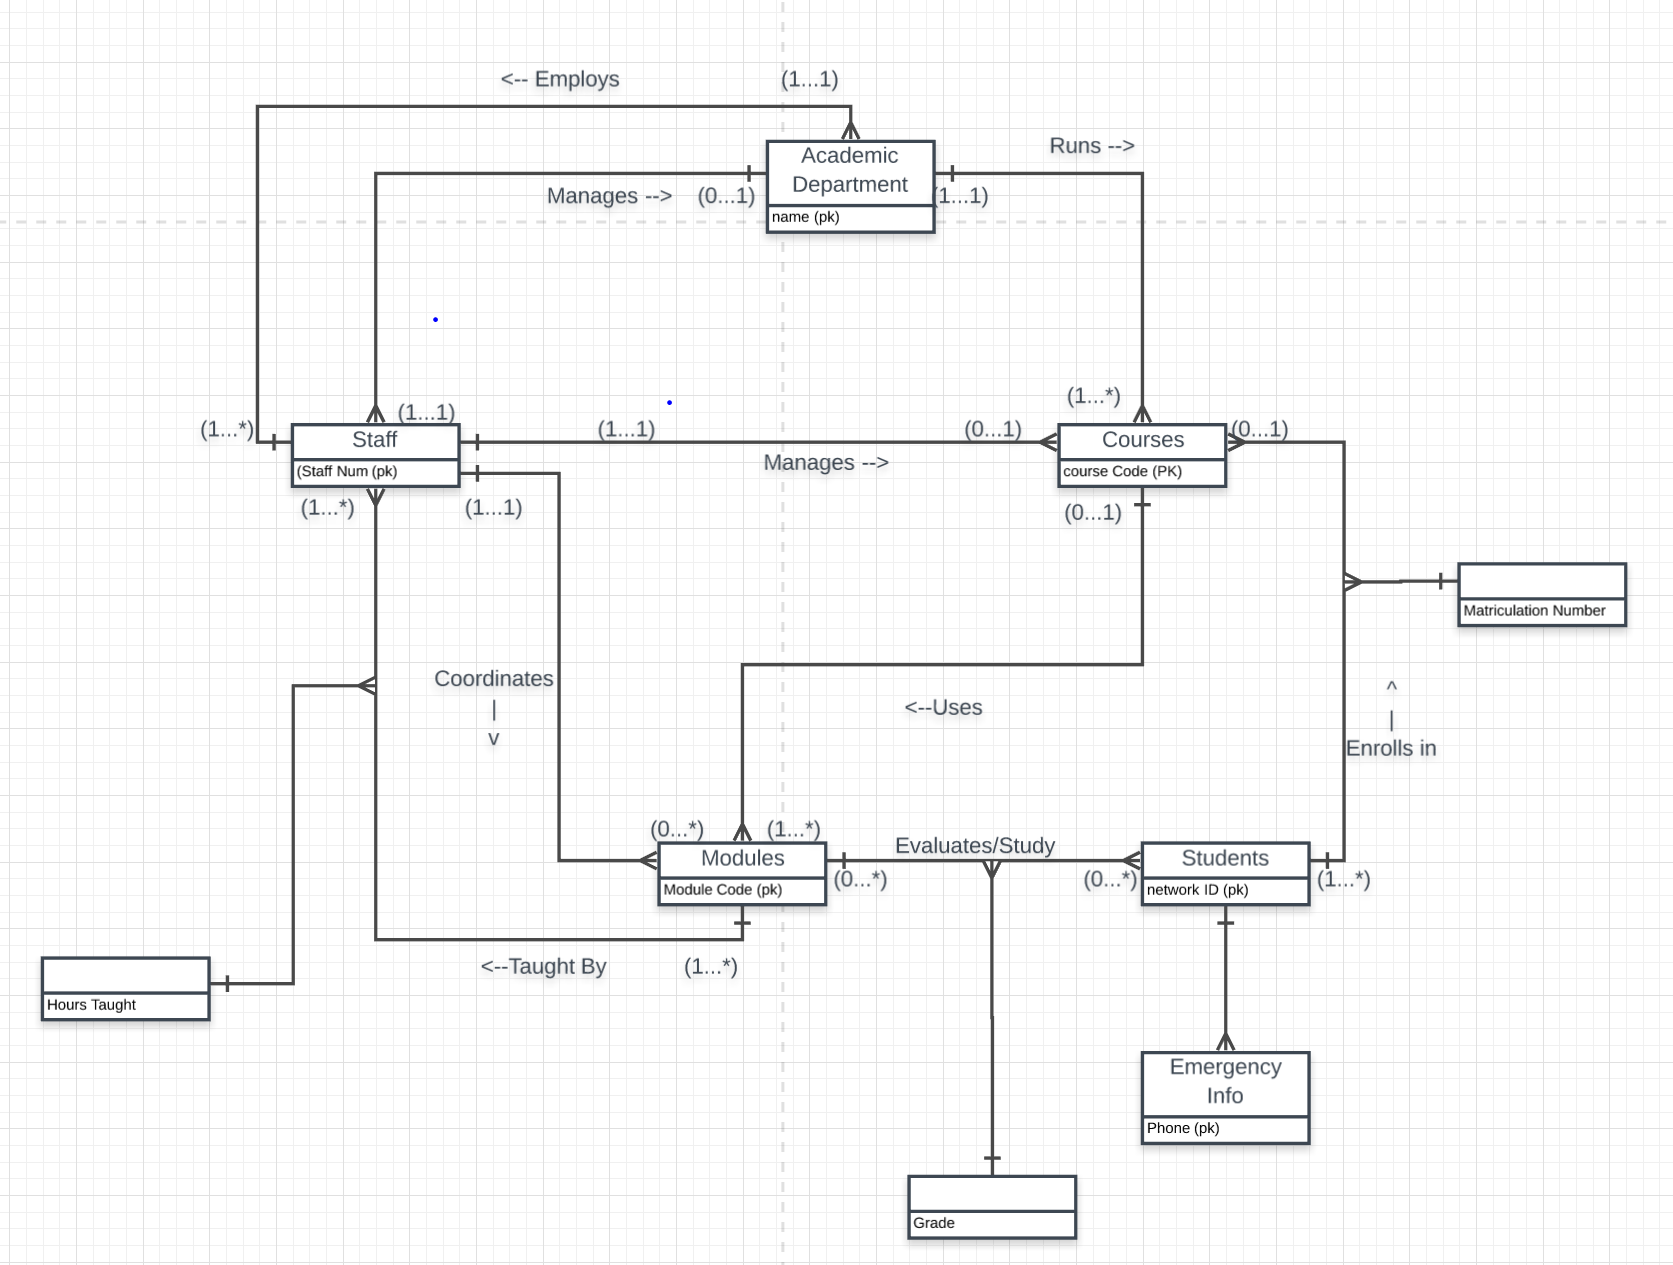 <-- Employs
(1...1)
Runs -->
Academic
Department
Manages -->
(0...1)
(1...1)
name (pk)
(1...*)
(1...*)
(1...1)
(1...1)
(0...1)
(0...1)
Staff
Courses
Manages -->
(Staff Num (pk)
course Code (PK)
(1...*)
(1...1)
(0...1)
Matriculation Number
Coordinates
|
v
^
|
Enrolls in
<--Uses
(0...*)
(1...*)
Evaluates/Study
Modules
Students
(0...*)
(0...*)
(1...*)
Module Code (pk)
network ID (pk)
<--Taught By
(1...*)
Hours Taught
Emergency
Info
Phone (pk)
Grade